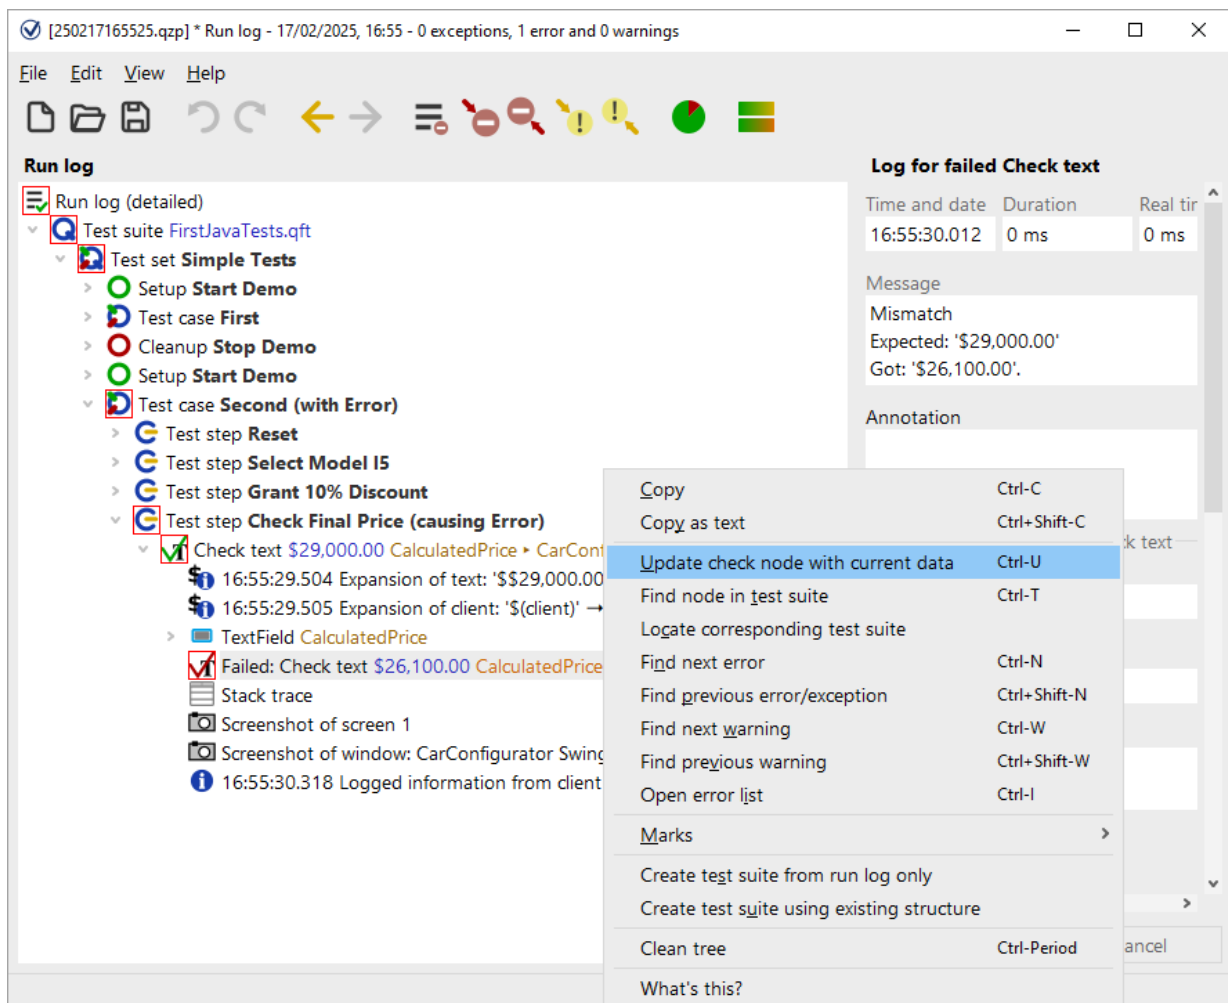 [250217165525.qzp] * Run log - 17/02/2025, 16:55 - 0 exceptions, 1 error and 0 warnings
File Edit View Help
Run log
Run log (detailed)
Test suite FirstJavaTests.qft
Test set Simple Tests
Setup Start Demo
Test case First
Cleanup Stop Demo
Setup Start Demo
Test case Second (with Error)
Test step Reset
Test step Select Model I5
Test step Grant 10% Discount
Test step Check Final Price (causing Error)
Check text $29,000.00 CalculatedPrice ‣ CarConf
16:55:29.504 Expansion of text: '$$29,000.00
16:55:29.505 Expansion of client: '$(client)' →
TextField CalculatedPrice
Failed: Check text $26,100.00 CalculatedPrice
Stack trace
Screenshot of screen 1
Screenshot of window: CarConfigurator Swing
16:55:30.318 Logged information from client
Log for failed Check text
Time and date Duration Real tir
16:55:30.012 0 ms 0 ms
Message
Mismatch
Expected: '$29,000.00'
Got: '$26,100.00'.
Annotation
k text
ancel
Copy Ctrl-C
Copy as text Ctrl+Shift-C
Update check node with current data Ctrl-U
Find node in test suite Ctrl-T
Locate corresponding test suite
Find next error Ctrl-N
Find previous error/exception Ctrl+Shift-N
Find next warning Ctrl-W
Find previous warning Ctrl+Shift-W
Open error list Ctrl-I
Marks
Create test suite from run log only
Create test suite using existing structure
Clean tree Ctrl-Period
What's this?